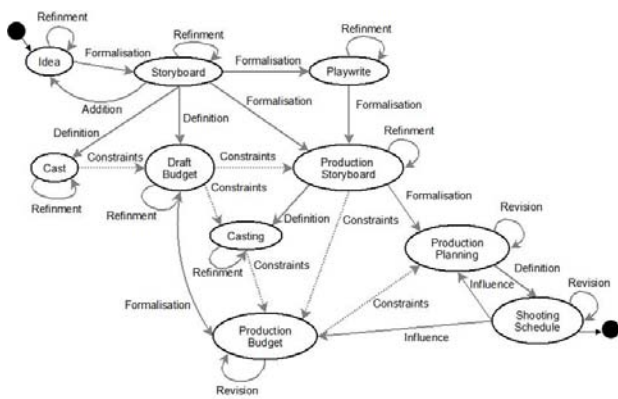 Refinment
Refinment
Refinment
Formalisation
Idea
Storyboard
Formalisation
Playwrite
Addition
Formalisation
Formalisation
Definition
Definition
Refinment
Cast
Constraints
Draft
Budget
Constraints
Production
Storyboard
Refinment
Constraints
Refinment
Definition
Constraints
Formalisation
Revision
Casting
Production
Planning
Refinment
Constraints
Definition
Revision
Influence
Formalisation
Constraints
Shooting
Schedule
Production
Budget
Influence
Revision